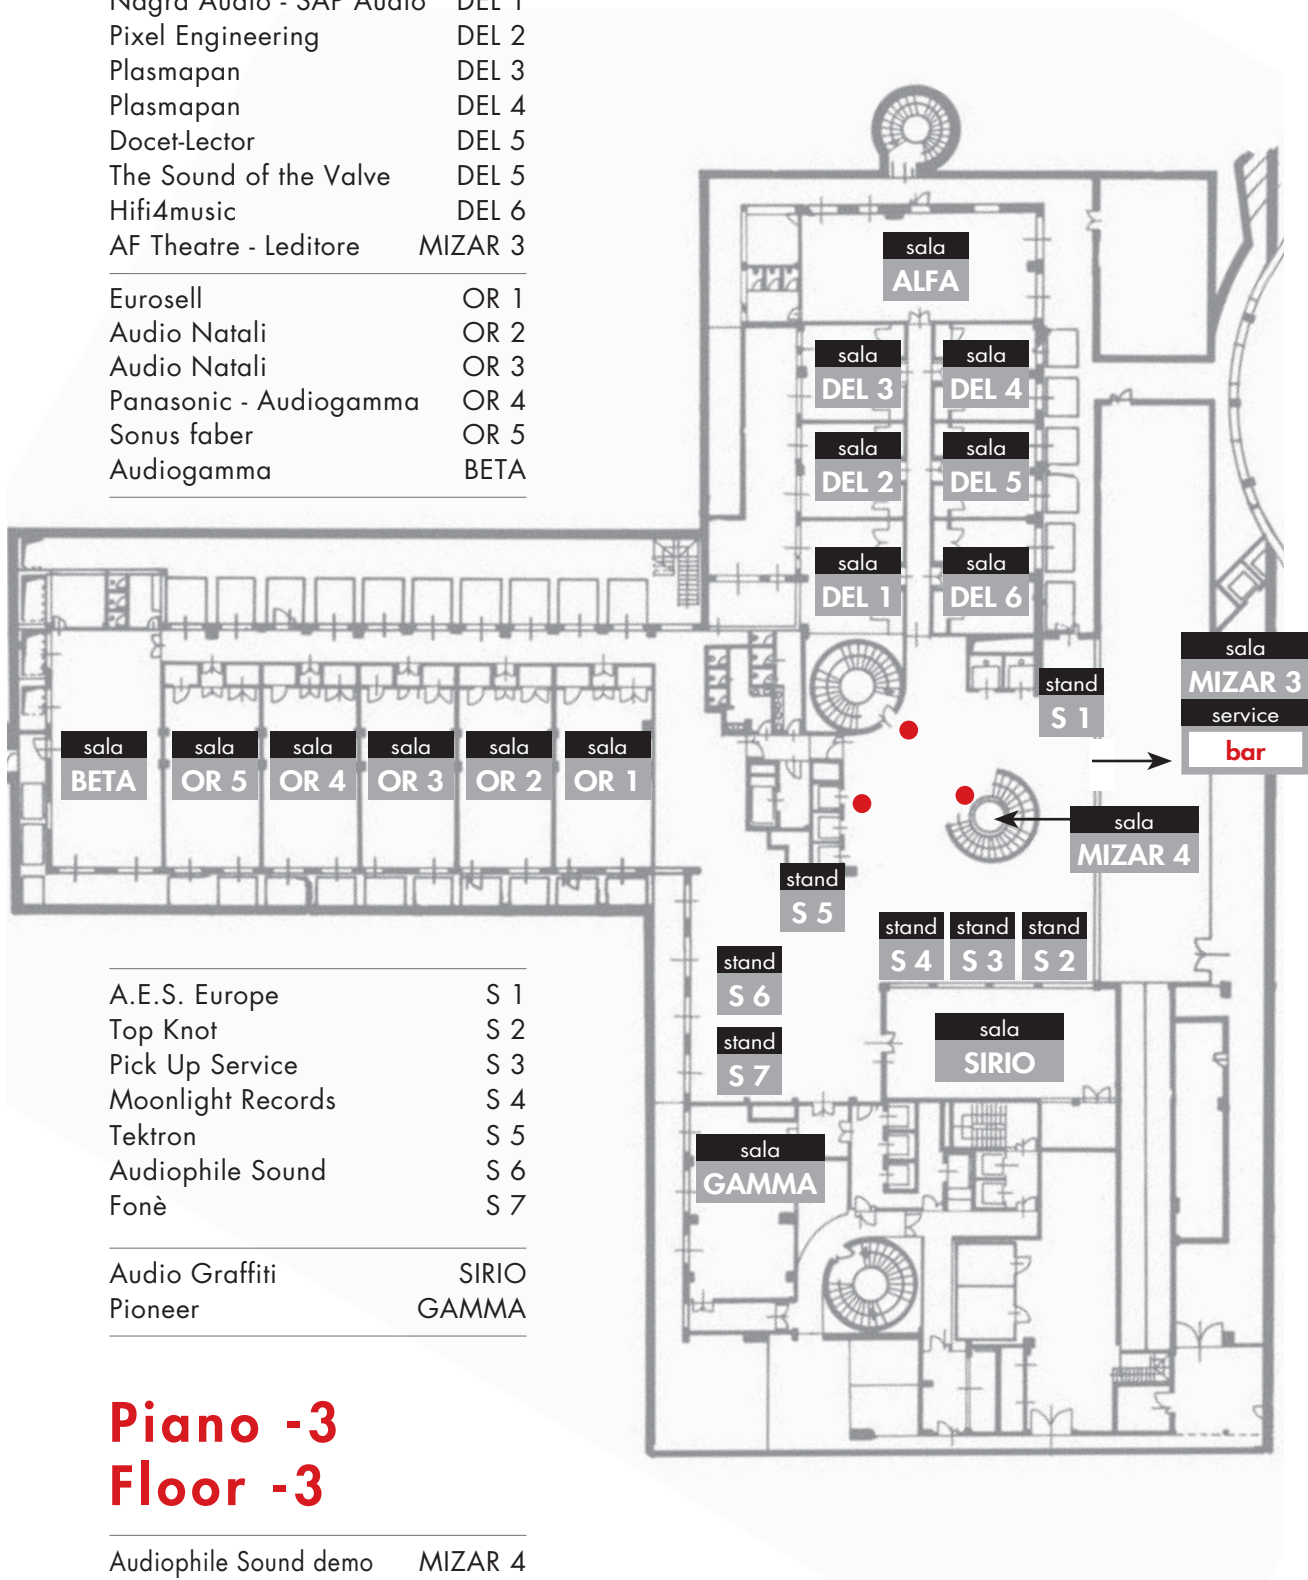 Nagra Audio - SAP Audio DEL 1
Pixel Engineering DEL 2
Plasmapan DEL 3
Plasmapan DEL 4
Docet-Lector DEL 5
The Sound of the Valve DEL 5
Hifi4music DEL 6
AF Theatre - Leditore MIZAR 3
Eurosell OR 1
Audio Natali OR 2
Audio Natali OR 3
Panasonic - Audiogamma OR 4
Sonus faber OR 5
Audiogamma BETA
sala
ALFA
sala
DEL 3
sala
DEL 4
sala
DEL 2
sala
DEL 5
sala
DEL 1
sala
DEL 6
sala
MIZAR 3
service
bar
stand
S 1
sala
BETA
sala
OR 5
sala
OR 4
sala
OR 3
sala
OR 2
sala
OR 1
sala
MIZAR 4
stand
S 5
stand
S 4
stand
S 3
stand
S 2
stand
S 6
stand
S 7
sala
SIRIO
sala
GAMMA
A.E.S. Europe S 1
Top Knot S 2
Pick Up Service S 3
Moonlight Records S 4
Tektron S 5
Audiophile Sound S 6
Fonè S 7
Audio Graffiti SIRIO
Pioneer GAMMA
Piano -3
Floor -3
Audiophile Sound demo MIZAR 4